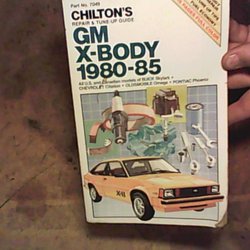 Part No. 7049
CHILTON'S
REPAIR & TUNE-UP GUIDE
GM
X-BODY
1980-85
All U.S. and Canadian models of BUICK Skylark •
CHEVROLET Citation • OLDSMOBILE Omega • PONTIAC Phoenix
X-11